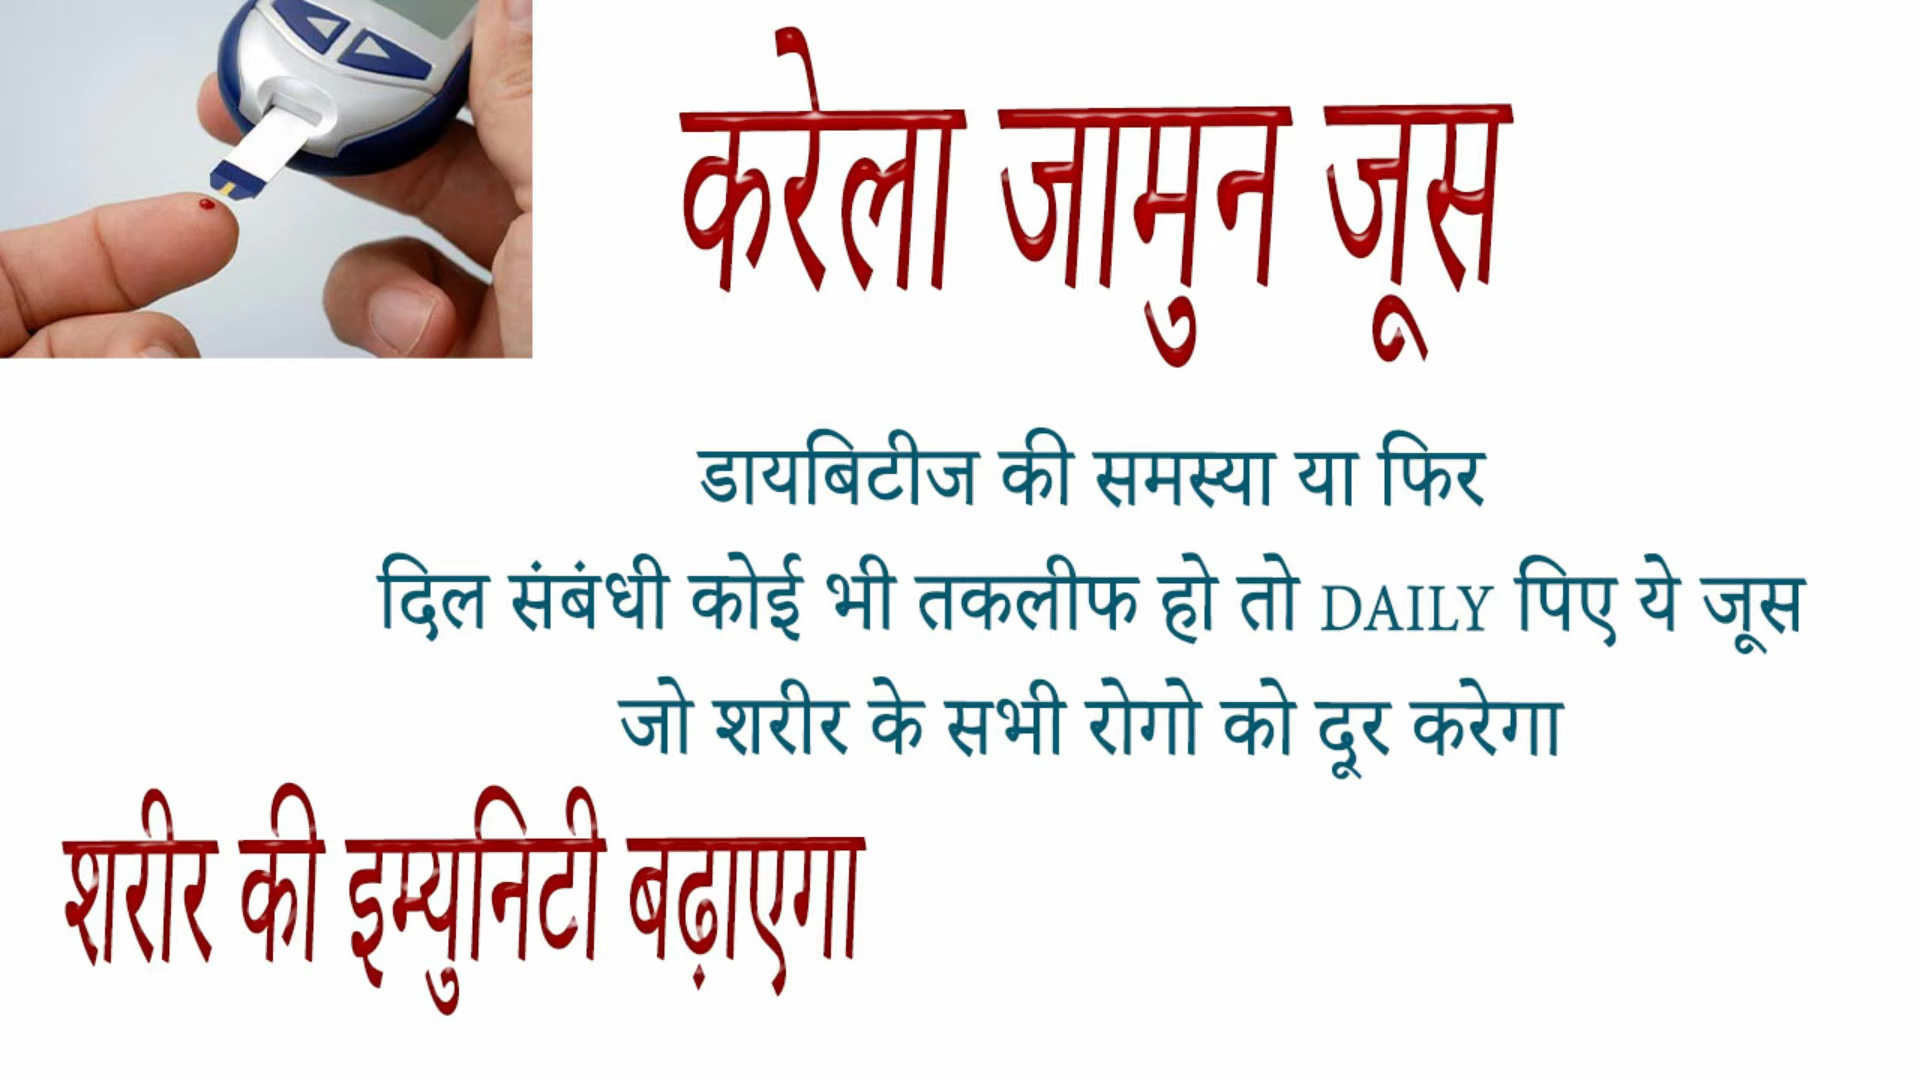 करेला जामुन जूस
डायबिटीज की समस्या या फिर
दिल संबंधी कोई भी तकलीफ हो तो DAILY पिए ये जूस
जो शरीर के सभी रोगो को दूर करेगा
शरीर की इम्युनिटी बढ़ाएगा